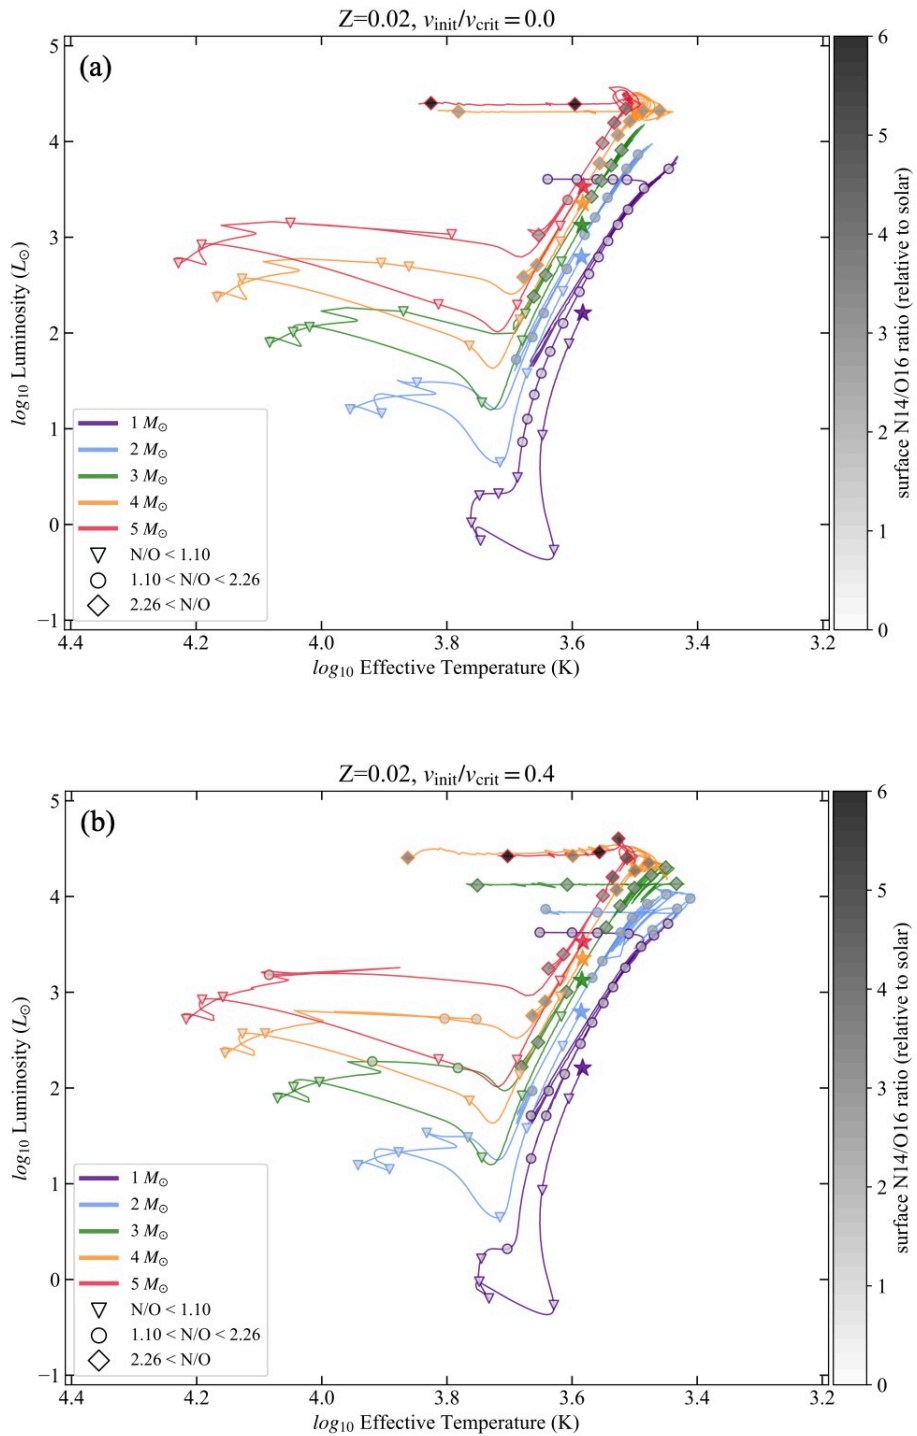 Z=0.02, v_init/v_crit = 0.0
(a)
5
4
3
2
1
0
−1
log₁₀ Luminosity (L⊙)
1 M⊙
2 M⊙
3 M⊙
4 M⊙
5 M⊙
N/O < 1.10
1.10 < N/O < 2.26
2.26 < N/O
4.4 4.2 4.0 3.8 3.6 3.4 3.2
log₁₀ Effective Temperature (K)
6
5
4
3
2
1
0
surface N14/O16 ratio (relative to solar)
Z=0.02, v_init/v_crit = 0.4
(b)
5
4
3
2
1
0
−1
log₁₀ Luminosity (L⊙)
1 M⊙
2 M⊙
3 M⊙
4 M⊙
5 M⊙
N/O < 1.10
1.10 < N/O < 2.26
2.26 < N/O
4.4 4.2 4.0 3.8 3.6 3.4 3.2
log₁₀ Effective Temperature (K)
6
5
4
3
2
1
0
surface N14/O16 ratio (relative to solar)